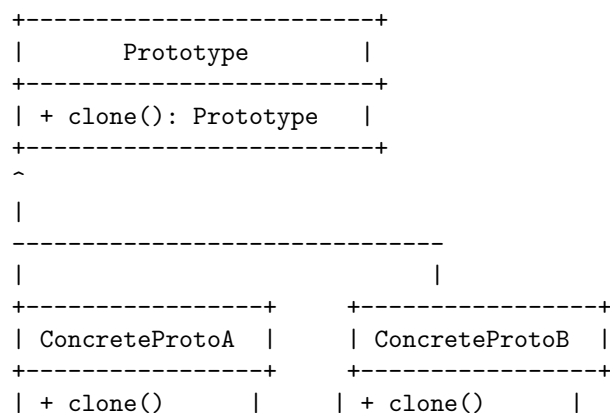 +-------------------------+
|       Prototype        |
+-------------------------+
| + clone(): Prototype   |
+-------------------------+
^
|
-------------------------------
|                             |
+-----------------+     +-----------------+
| ConcreteProtoA  |     | ConcreteProtoB  |
+-----------------+     +-----------------+
| + clone()      |     | + clone()      |